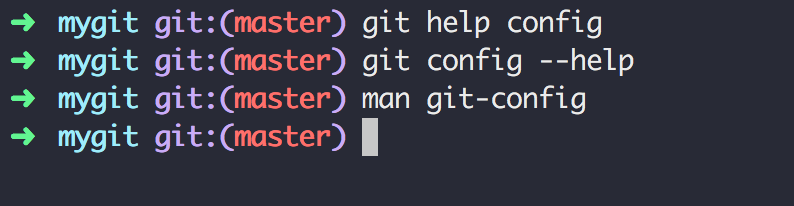 ➜ mygit git:(master) git help config
➜ mygit git:(master) git config --help
➜ mygit git:(master) man git-config
➜ mygit git:(master)